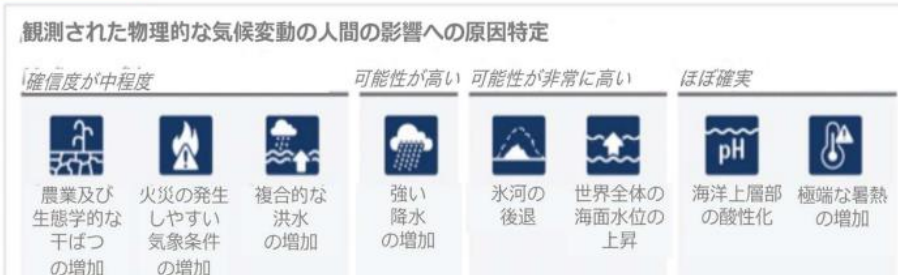 観測された物理的な気候変動の人間の影響への原因特定
確信度が中程度
可能性が高い
可能性が非常に高い
ほぼ確実
農業及び
生態学的な
干ばつ
の増加
火災の発生
しやすい
気象条件
の増加
複合的な
洪水
の増加
強い
降水
の増加
氷河の
後退
世界全体の
海面水位の
上昇
pH
海洋上層部
の酸性化
極端な暑熱
の増加